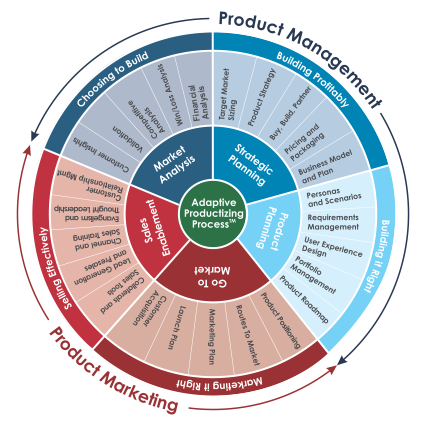 Product Management
Choosing to Build
Building Profitably
Building it Right
Marketing it Right
Selling Effectively
Product Marketing
Adaptive
Productizing
Process™
Market
Analysis
Customer Insights
Validation
Competitive
Analysis
Win/Loss Analysis
Financial
Analysis
Strategic
Planning
Target Market
Sizing
Product Strategy
Buy, Build, Partner
Pricing and
Packaging
Business Model
and Plan
Product
Planning
Personas
and Scenarios
Requirements
Management
User Experience
Design
Portfolio
Management
Product Roadmap
Go To
Market
Product Positioning
Routes To Market
Marketing Plan
Launch Plan
Customer
Acquisition
Sales
Enablement
Collaterals and
Sales Tools
Lead Generation
and Presales
Channel and
Sales Training
Evangelism and
Thought Leadership
Customer
Relationship Mgmt